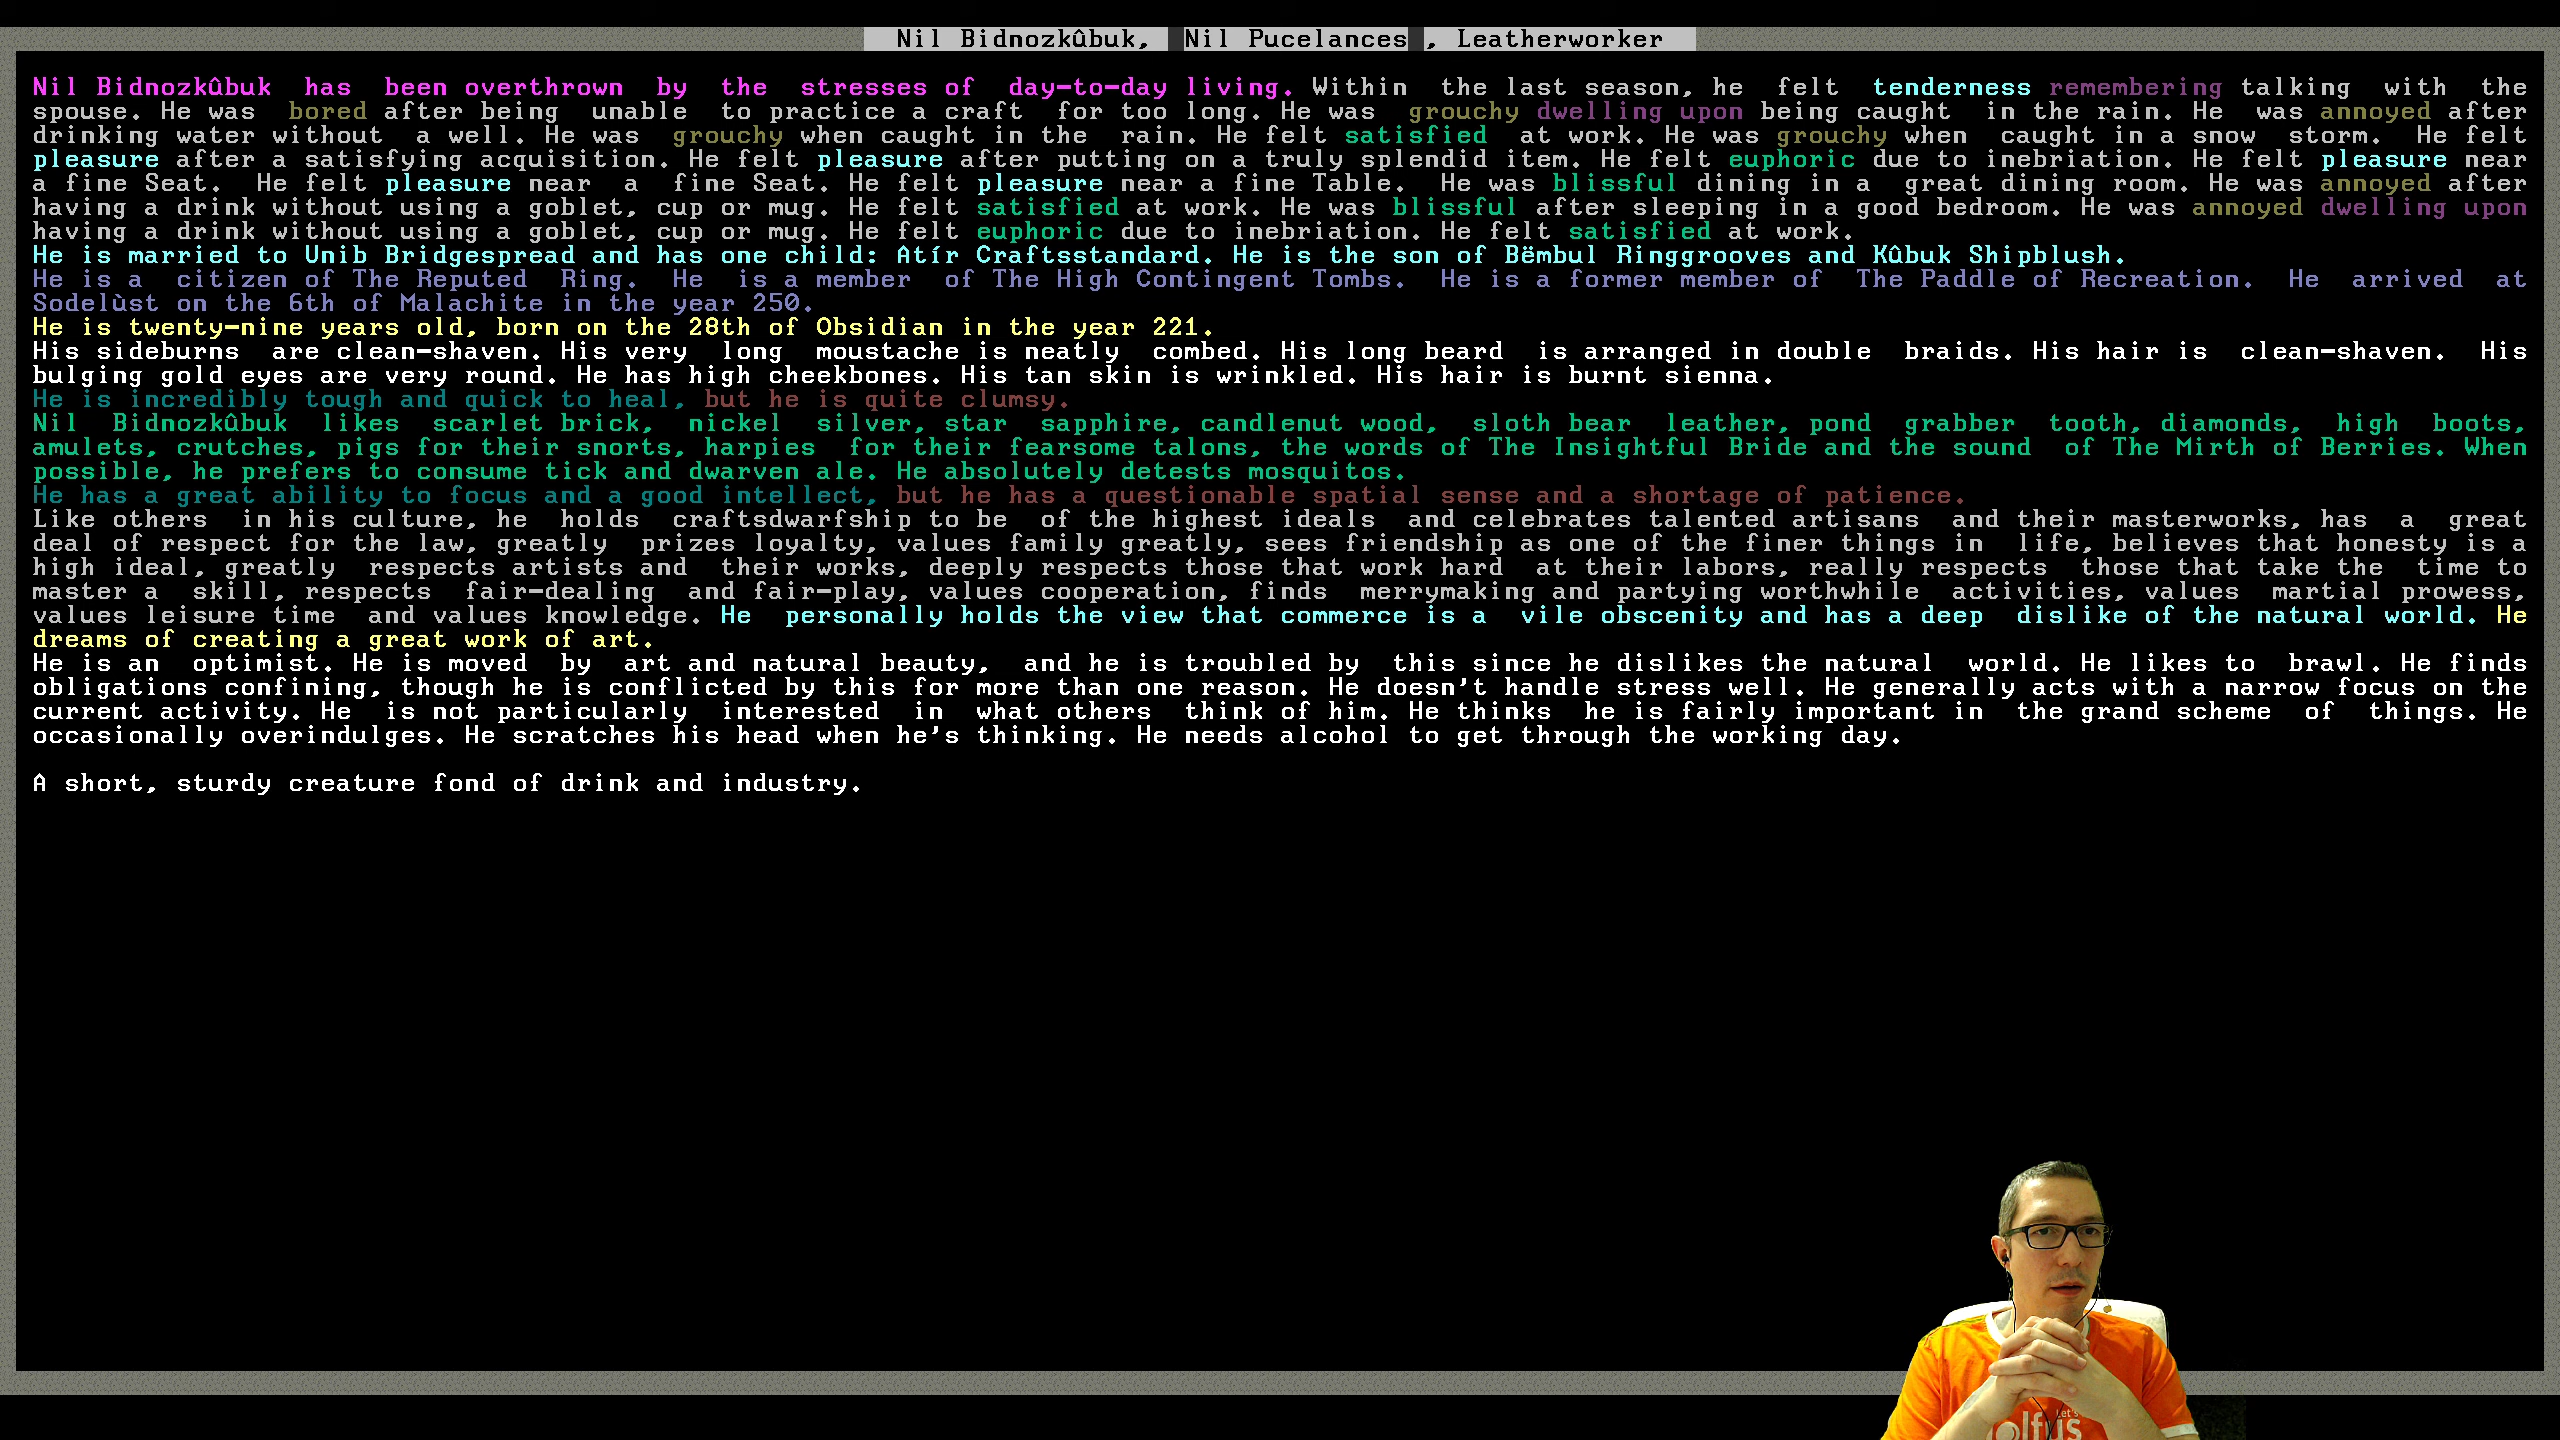 Nil Bidnozkûbuk, Nil Pucelances , Leatherworker
Nil Bidnozkûbuk has been overthrown by the stresses of day-to-day living. Within the last season, he felt tenderness remembering talking with the
spouse. He was bored after being unable to practice a craft for too long. He was grouchy dwelling upon being caught in the rain. He was annoyed after
drinking water without a well. He was grouchy when caught in the rain. He felt satisfied at work. He was grouchy when caught in a snow storm. He felt
pleasure after a satisfying acquisition. He felt pleasure after putting on a truly splendid item. He felt euphoric due to inebriation. He felt pleasure near
a fine Seat. He felt pleasure near a fine Seat. He felt pleasure near a fine Table. He was blissful dining in a great dining room. He was annoyed after
having a drink without using a goblet, cup or mug. He felt satisfied at work. He was blissful after sleeping in a good bedroom. He was annoyed dwelling upon
having a drink without using a goblet, cup or mug. He felt euphoric due to inebriation. He felt satisfied at work.
He is married to Unib Bridgespread and has one child: Atír Craftsstandard. He is the son of Bëmbul Ringgrooves and Kûbuk Shipblush.
He is a citizen of The Reputed Ring. He is a member of The High Contingent Tombs. He is a former member of The Paddle of Recreation. He arrived at
Sodelùst on the 6th of Malachite in the year 250.
He is twenty-nine years old, born on the 28th of Obsidian in the year 221.
His sideburns are clean-shaven. His very long moustache is neatly combed. His long beard is arranged in double braids. His hair is clean-shaven. His
bulging gold eyes are very round. He has high cheekbones. His tan skin is wrinkled. His hair is burnt sienna.
He is incredibly tough and quick to heal, but he is quite clumsy.
Nil Bidnozkûbuk likes scarlet brick, nickel silver, star sapphire, candlenut wood, sloth bear leather, pond grabber tooth, diamonds, high boots,
amulets, crutches, pigs for their snorts, harpies for their fearsome talons, the words of The Insightful Bride and the sound of The Mirth of Berries. When
possible, he prefers to consume tick and dwarven ale. He absolutely detests mosquitos.
He has a great ability to focus and a good intellect, but he has a questionable spatial sense and a shortage of patience.
Like others in his culture, he holds craftsdwarfship to be of the highest ideals and celebrates talented artisans and their masterworks, has a great
deal of respect for the law, greatly prizes loyalty, values family greatly, sees friendship as one of the finer things in life, believes that honesty is a
high ideal, greatly respects artists and their works, deeply respects those that work hard at their labors, really respects those that take the time to
master a skill, respects fair-dealing and fair-play, values cooperation, finds merrymaking and partying worthwhile activities, values martial prowess,
values leisure time and values knowledge. He personally holds the view that commerce is a vile obscenity and has a deep dislike of the natural world. He
dreams of creating a great work of art.
He is an optimist. He is moved by art and natural beauty, and he is troubled by this since he dislikes the natural world. He likes to brawl. He finds
obligations confining, though he is conflicted by this for more than one reason. He doesn't handle stress well. He generally acts with a narrow focus on the
current activity. He is not particularly interested in what others think of him. He thinks he is fairly important in the grand scheme of things. He
occasionally overindulges. He scratches his head when he's thinking. He needs alcohol to get through the working day.
A short, sturdy creature fond of drink and industry.
Let's